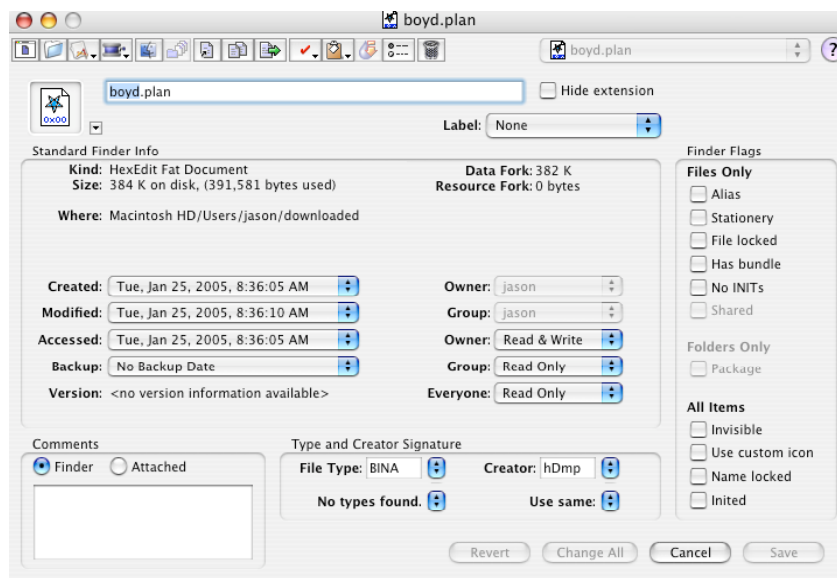 boyd.plan
boyd.plan
?
0x00
boyd.plan
Hide extension
Label: None
Standard Finder Info
Kind: HexEdit Fat Document
Size: 384 K on disk, (391,581 bytes used)
Data Fork: 382 K
Resource Fork: 0 bytes
Where: Macintosh HD/Users/jason/downloaded
Created: Tue, Jan 25, 2005, 8:36:05 AM
Modified: Tue, Jan 25, 2005, 8:36:10 AM
Accessed: Tue, Jan 25, 2005, 8:36:05 AM
Backup: No Backup Date
Version: <no version information available>
Owner: jason
Group: jason
Owner: Read & Write
Group: Read Only
Everyone: Read Only
Finder Flags
Files Only
Alias
Stationery
File locked
Has bundle
No INITs
Shared
Folders Only
Package
All Items
Invisible
Use custom icon
Name locked
Inited
Comments
Finder Attached
Type and Creator Signature
File Type: BINA Creator: hDmp
No types found. Use same:
Revert Change All Cancel Save